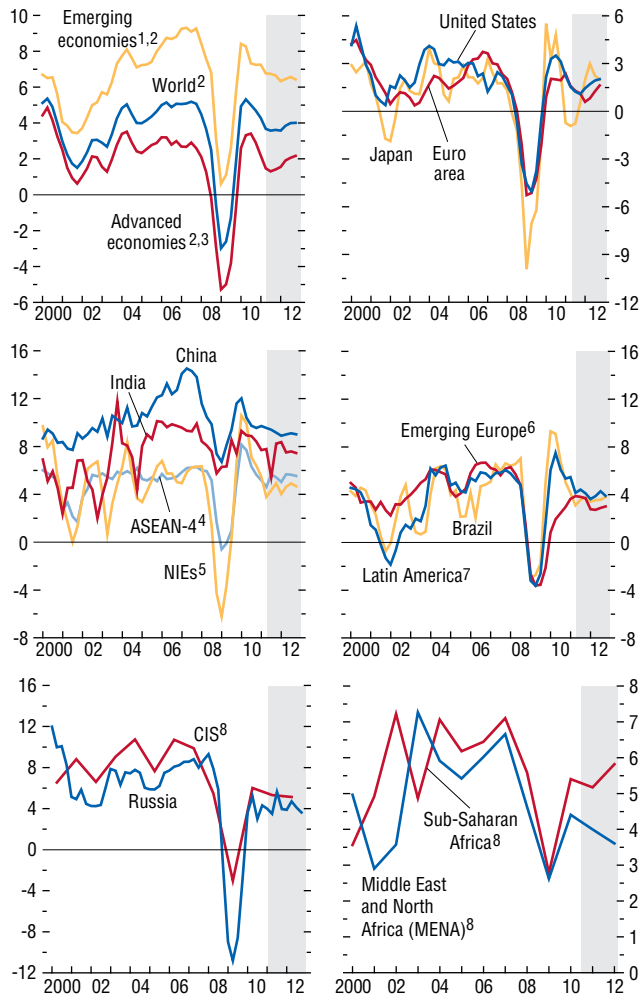 10
8
6
4
2
0
-2
-4
-6
Emerging
economies1,2
World2
Advanced
economies2,3
2000 02 04 06 08 10 12
6
3
0
-3
-6
-9
-12
United States
Japan
Euro
area
2000 02 04 06 08 10 12
16
12
8
4
0
-4
-8
China
India
ASEAN-44
NIEs5
2000 02 04 06 08 10 12
16
12
8
4
0
-4
-8
Emerging Europe6
Brazil
Latin America7
2000 02 04 06 08 10 12
16
12
8
4
0
-4
-8
-12
CIS8
Russia
2000 02 04 06 08 10 12
8
7
6
5
4
3
2
1
0
Sub-Saharan
Africa8
Middle East
and North
Africa (MENA)8
2000 02 04 06 08 10 12